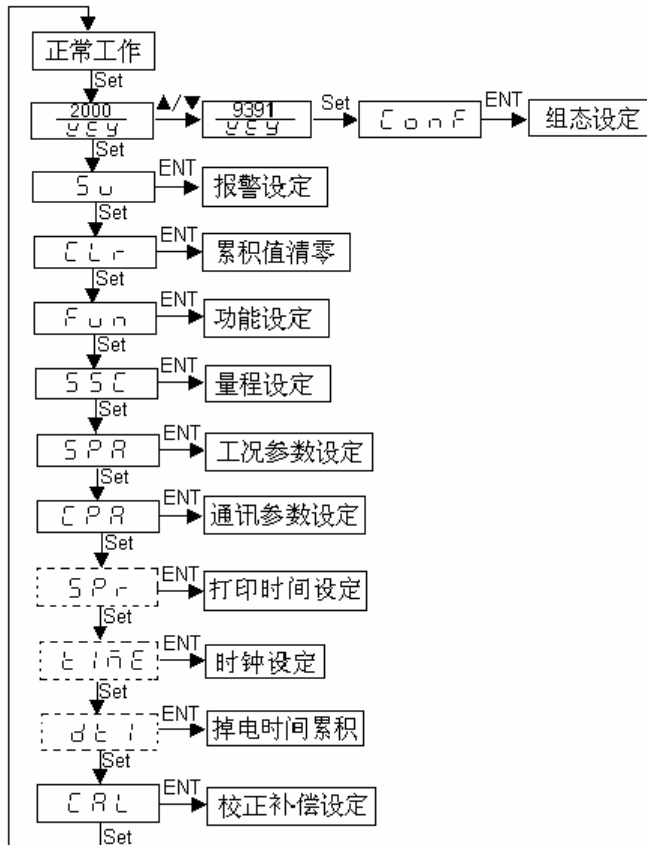 正常工作
Set
2000 ▲/▼ 9391 Set ConF ENT 组态设定
YEY YEY
Set
Su ENT 报警设定
Set
CLr ENT 累积值清零
Set
Fun ENT 功能设定
Set
SSC ENT 量程设定
Set
SPA ENT 工况参数设定
Set
CPA ENT 通讯参数设定
Set
SPr ENT 打印时间设定
Set
tIME ENT 时钟设定
Set
dtI ENT 掉电时间累积
Set
CAL ENT 校正补偿设定
Set